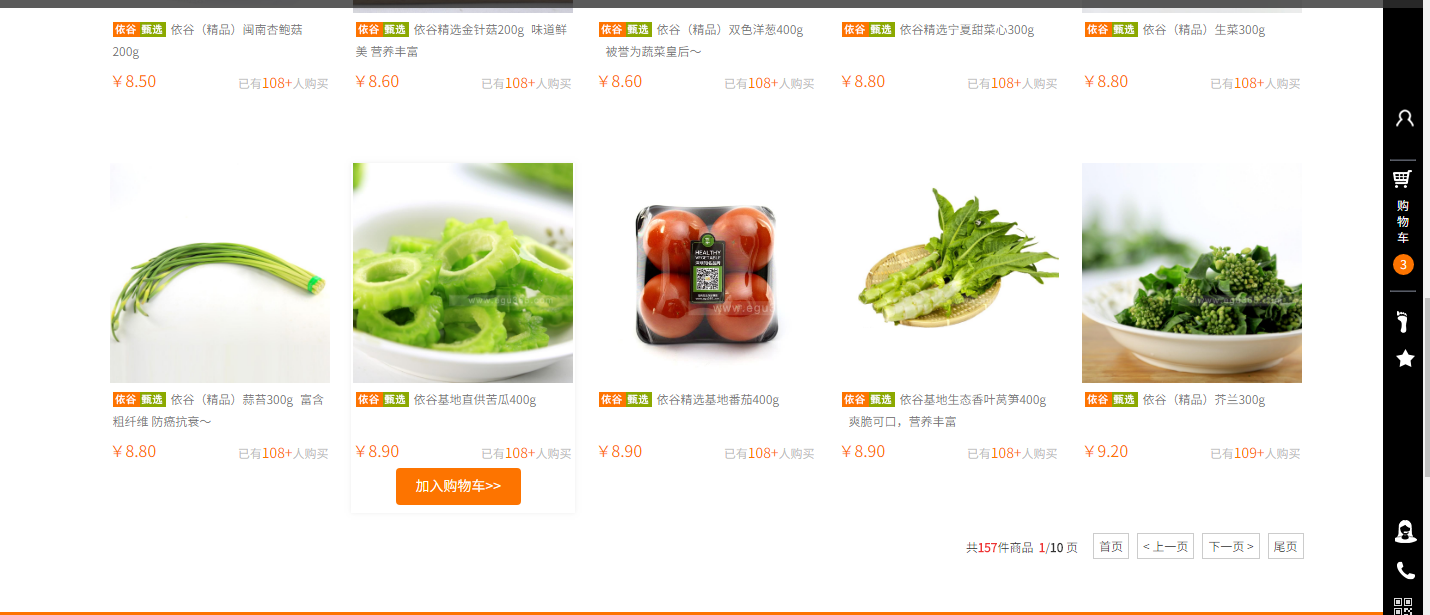 依谷 甄选 依谷（精品）闽南杏鲍菇
200g
￥8.50 已有108+人购买
依谷 甄选 依谷精选金针菇200g 味道鲜
美 营养丰富
￥8.60 已有108+人购买
依谷 甄选 依谷（精品）双色洋葱400g
被誉为蔬菜皇后～
￥8.60 已有108+人购买
依谷 甄选 依谷精选宁夏甜菜心300g
￥8.80 已有108+人购买
依谷 甄选 依谷（精品）生菜300g
￥8.80 已有108+人购买
依谷 甄选 依谷（精品）蒜苔300g 富含
粗纤维 防癌抗衰～
￥8.80 已有108+人购买
依谷 甄选 依谷基地直供苦瓜400g
￥8.90 已有108+人购买
加入购物车>>
HEALTHY
VEGETABLE
依谷 甄选 依谷精选基地番茄400g
￥8.90 已有108+人购买
依谷 甄选 依谷基地生态香叶莴笋400g
爽脆可口，营养丰富
￥8.90 已有108+人购买
依谷 甄选 依谷（精品）芥兰300g
￥9.20 已有109+人购买
共157件商品 1/10 页 首页 < 上一页 下一页 > 尾页
购
物
车
3